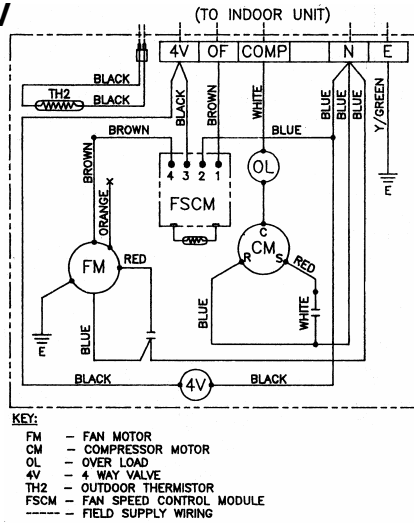 V
(TO INDOOR UNIT)
4V OF COMP N E
BLACK
TH2
BLACK
BLACK
BROWN
WHITE
BLUE
BLUE
BLUE
Y/GREEN
BROWN
BLUE
BROWN
4 3 2 1
OL
E
FSCM
ORANGE
C
FM
RED
R
CM
S
RED
BLUE
WHITE
E
BLUE
BLACK
4V
BLACK
KEY:
FM - FAN MOTOR
CM - COMPRESSOR MOTOR
OL - OVER LOAD
4V - 4 WAY VALVE
TH2 - OUTDOOR THERMISTOR
FSCM - FAN SPEED CONTROL MODULE
----- - FIELD SUPPLY WIRING